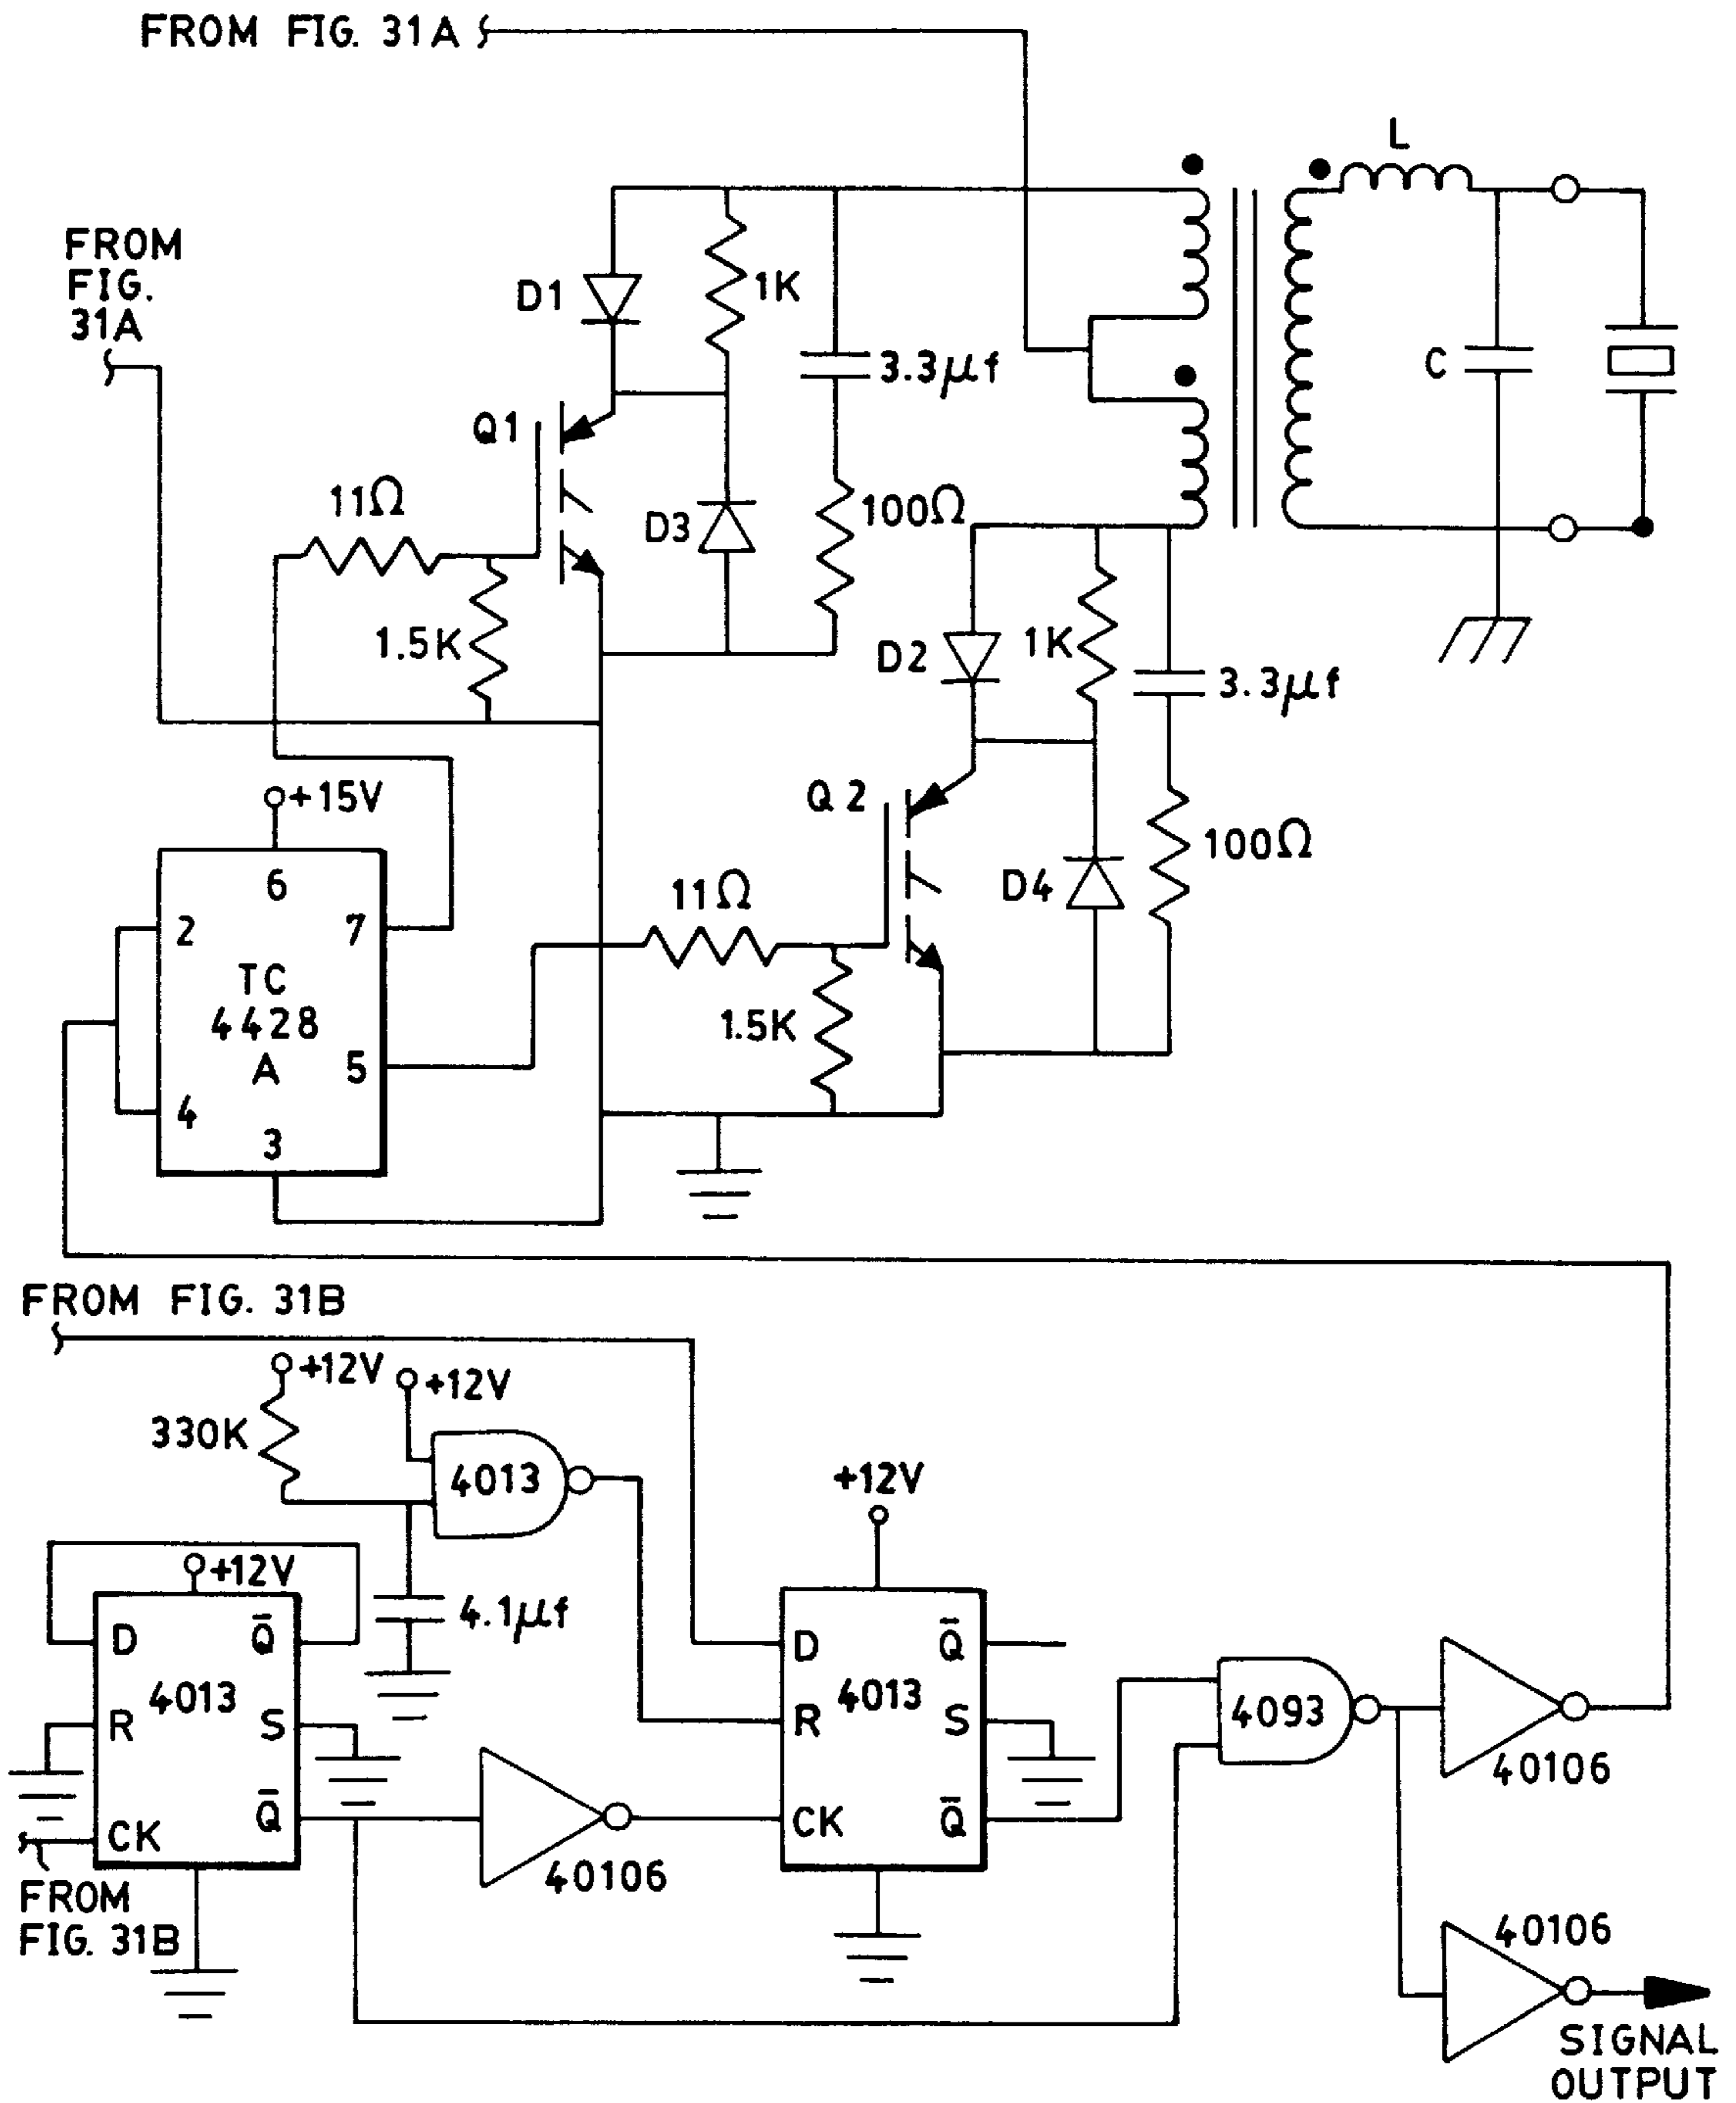 FROM FIG. 31A
L
FROM
FIG.
31A
D1
1K
3.3µf
C
Q1
11Ω
D3
100Ω
1.5K
D2
1K
3.3µf
+15V
Q2
6
11Ω
D4
100Ω
2
7
TC
4428
A
1.5K
5
4
3
FROM FIG. 31B
+12V
+12V
330K
4013
+12V
+12V
4.1µf
D
Q̅
4013
R
S
Q̅
CK
D
Q̅
4013
R
S
CK
Q̅
4093
40106
40106
FROM
FIG. 31B
40106
SIGNAL
OUTPUT